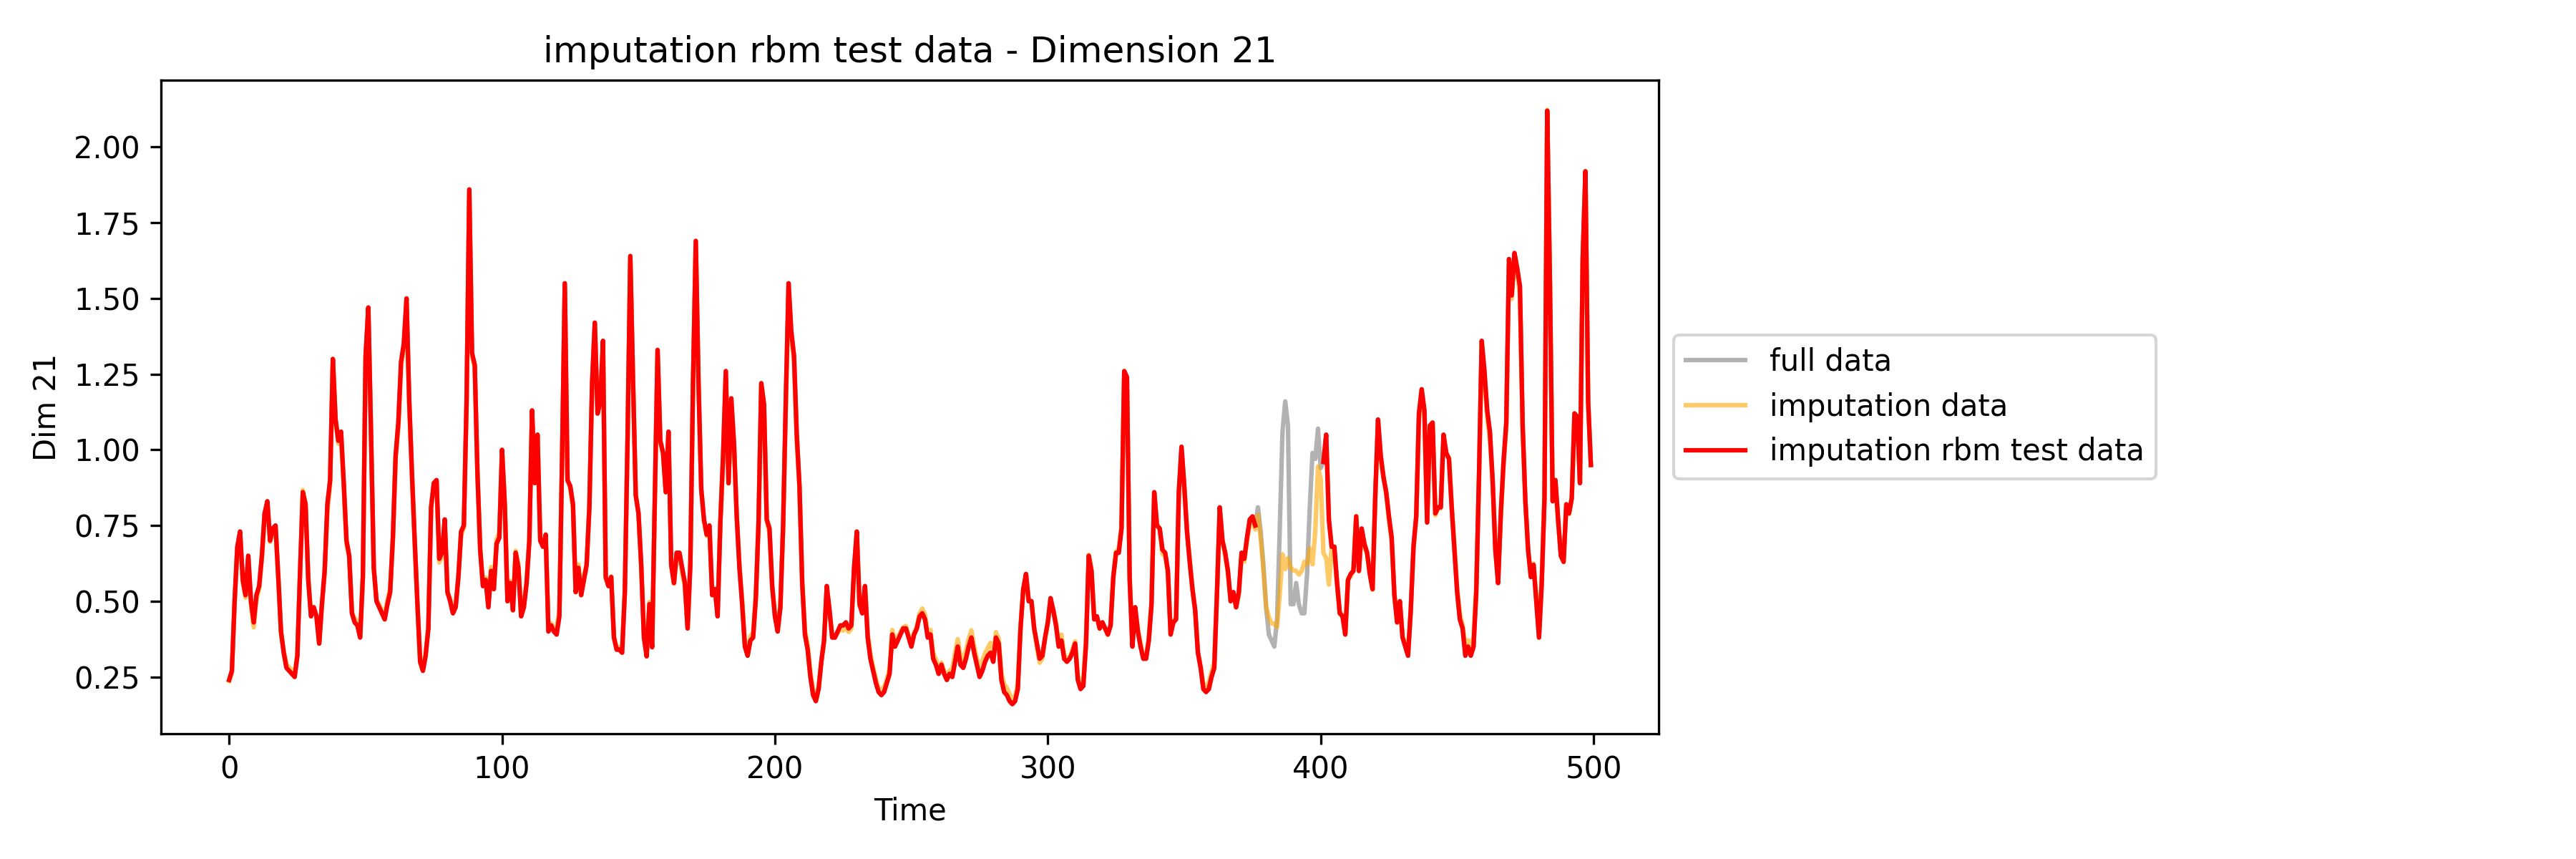 imputation rbm test data - Dimension 21
2.00
1.75
1.50
1.25
1.00
0.75
0.50
0.25
Dim 21
0 100 200 300 400 500
Time
full data
imputation data
imputation rbm test data